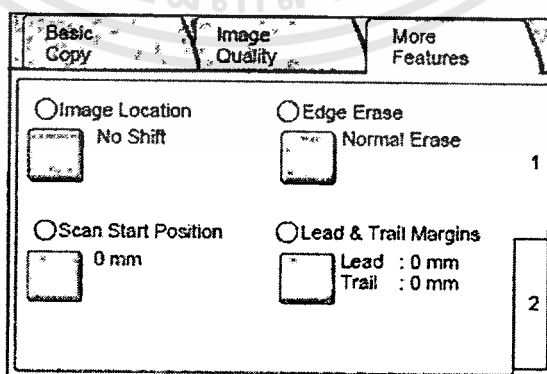 Basic
Copy
Image
Quality
More
Features
Image Location
No Shift
Edge Erase
Normal Erase
1
Scan Start Position
0 mm
Lead & Trail Margins
Lead : 0 mm
Trail : 0 mm
2